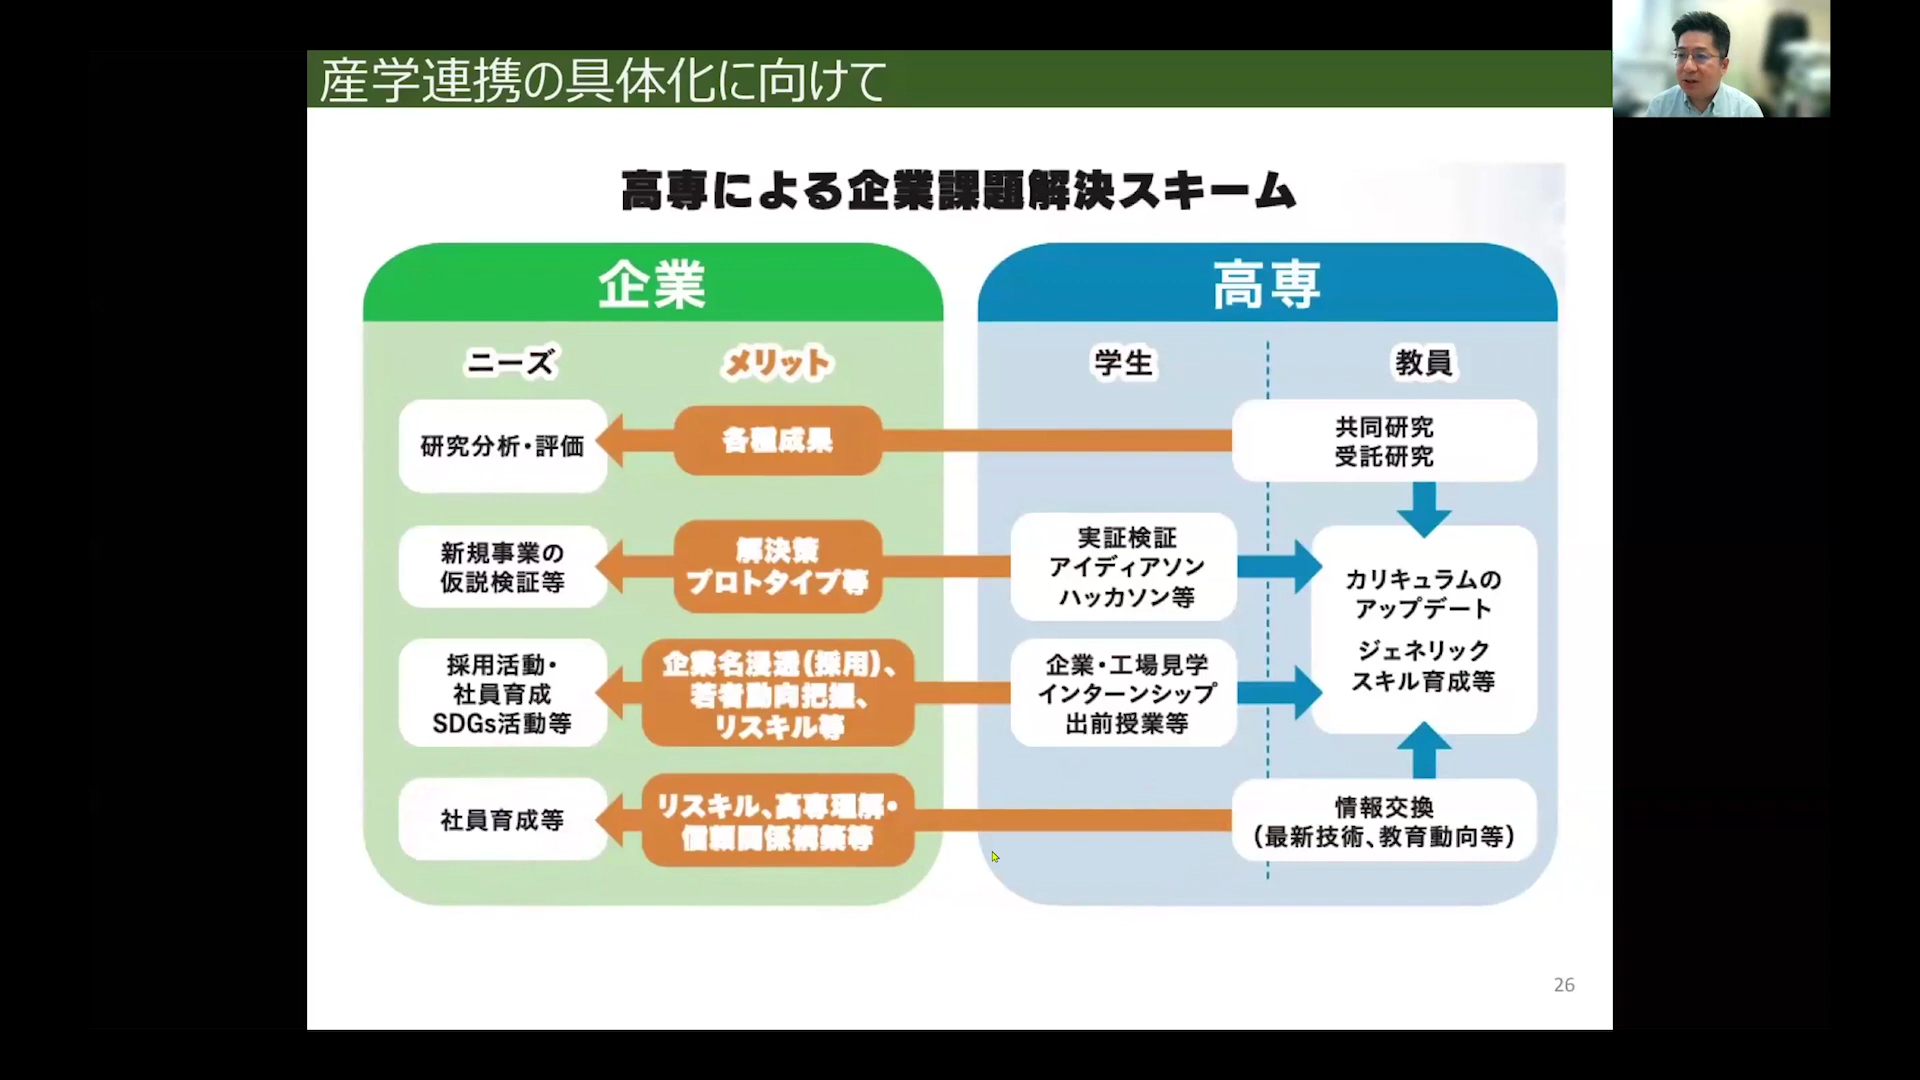 産学連携の具体化に向けて
高専による企業課題解決スキーム
企業
高専
ニーズ
メリット
学生
教員
研究分析・評価
各種成果
共同研究
受託研究
新規事業の
仮説検証等
解決策
プロトタイプ等
実証検証
アイディアソン
ハッカソン等
カリキュラムの
アップデート
ジェネリック
スキル育成等
採用活動・
社員育成
SDGs活動等
企業名浸透(採用)、
若者動向把握、
リスキル等
企業・工場見学
インターンシップ
出前授業等
社員育成等
リスキル、高専理解・
信頼関係構築等
情報交換
(最新技術、教育動向等)
26